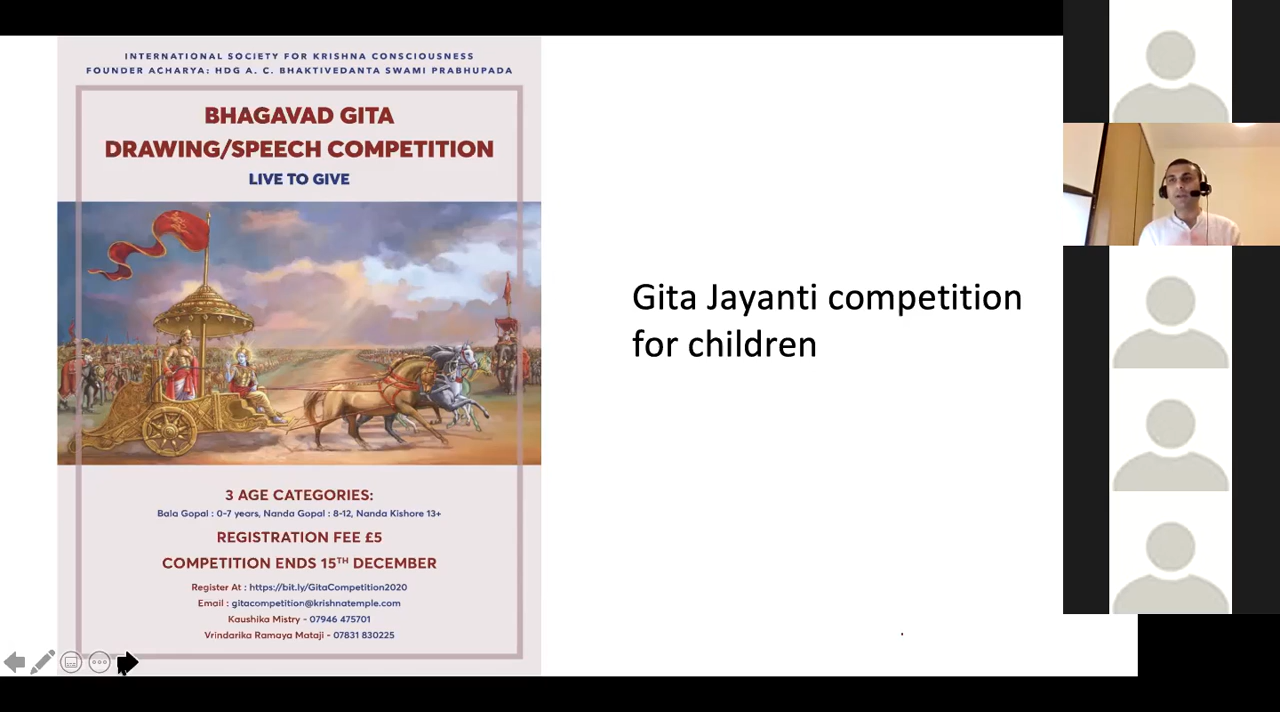 INTERNATIONAL SOCIETY FOR KRISHNA CONSCIOUSNESS
FOUNDER ACHARYA: HDG A. C. BHAKTIVEDANTA SWAMI PRABHUPADA
BHAGAVAD GITA
DRAWING/SPEECH COMPETITION
LIVE TO GIVE
3 AGE CATEGORIES:
Bala Gopal : 0-7 years, Nanda Gopal : 8-12, Nanda Kishore 13+
REGISTRATION FEE £5
COMPETITION ENDS 15TH DECEMBER
Register At : https://bit.ly/GitaCompetition2020
Email : gitacompetition@krishnatemple.com
Kaushika Mistry - 07946 475701
Vrindarika Ramaya Mataji - 07831 830225
Gita Jayanti competition
for children